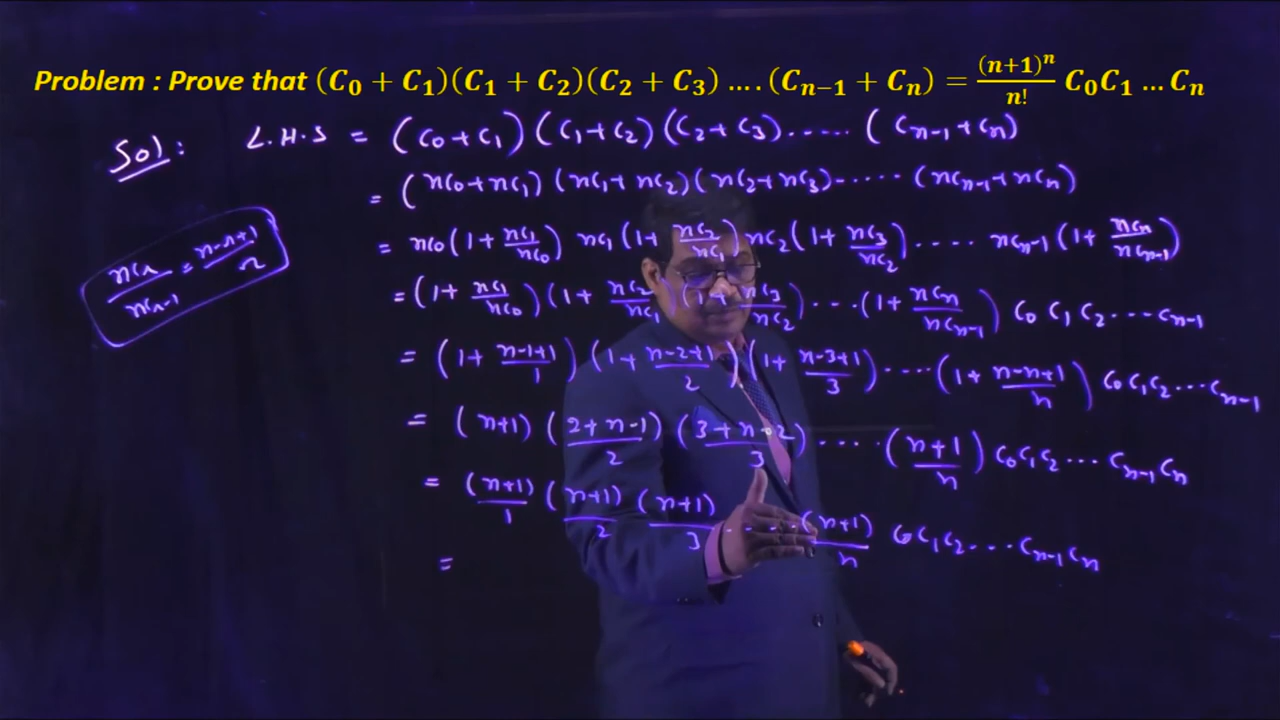 Problem : Prove that (C₀ + C₁)(C₁ + C₂)(C₂ + C₃) .... (Cₙ₋₁ + Cₙ) = (n+1)ⁿ/n! C₀C₁ ... Cₙ
Sol: L.H.S = (C₀+C₁) (C₁+C₂) (C₂+C₃)..... (Cₙ₋₁+Cₙ)
= (nC₀+nC₁) (nC₁+nC₂) (nC₂+nC₃)-.... (nCₙ₋₁+nCₙ)
nCᵣ/nCᵣ₋₁ = n-r+1/r
= nC₀(1+nC₁/nC₀) nC₁(1+nC₂/nC₁) nC₂(1+nC₃/nC₂).... nCₙ₋₁(1+nCₙ/nCₙ₋₁)
= (1+nC₁/nC₀)(1+nC₂/nC₁)(1+nC₃/nC₂)...(1+nCₙ/nCₙ₋₁) C₀ C₁ C₂...Cₙ₋₁
= (1+n-1+1/1)(1+n-2+1/2)(1+n-3+1/3)....(1+n-n+1/n) C₀C₁C₂...Cₙ₋₁
= (n+1)(2+n-1/2)(3+n-2/3)....(n+1/n) C₀C₁C₂...Cₙ₋₁Cₙ
= (n+1)/1 (n+1)/2 (n+1)/3 .....(n+1)/n C₀C₁C₂...Cₙ₋₁Cₙ
=